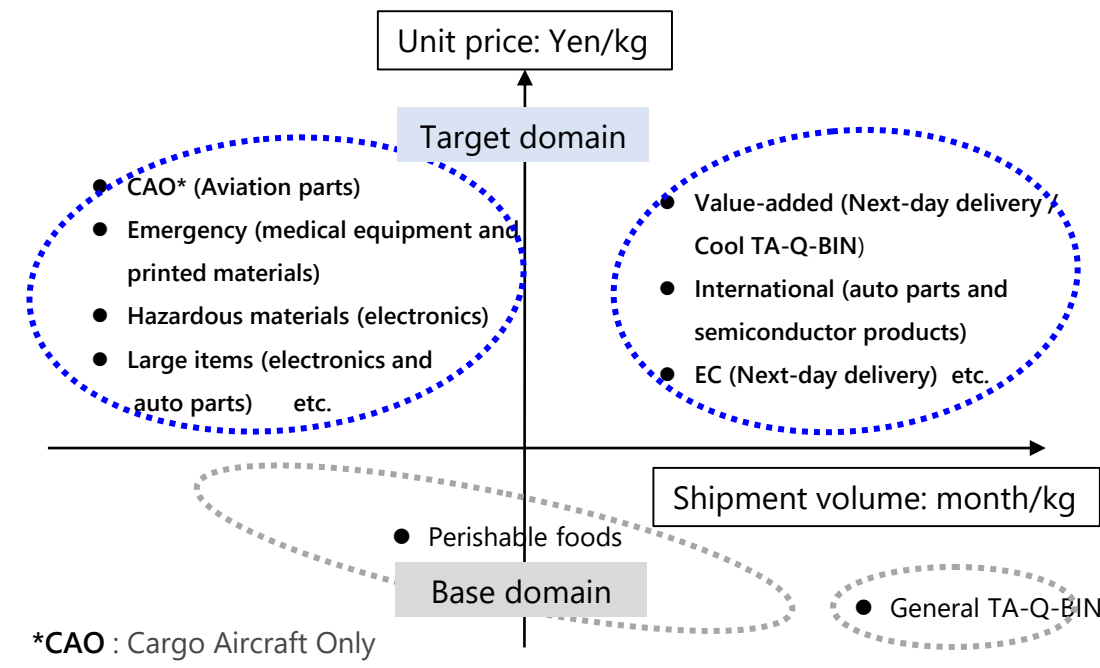 Unit price: Yen/kg
Target domain
● CAO* (Aviation parts)
● Emergency (medical equipment and
printed materials)
● Hazardous materials (electronics)
● Large items (electronics and
auto parts) etc.
● Value-added (Next-day delivery /
Cool TA-Q-BIN)
● International (auto parts and
semiconductor products)
● EC (Next-day delivery) etc.
Shipment volume: month/kg
● Perishable foods
Base domain
● General TA-Q-BIN
*CAO : Cargo Aircraft Only